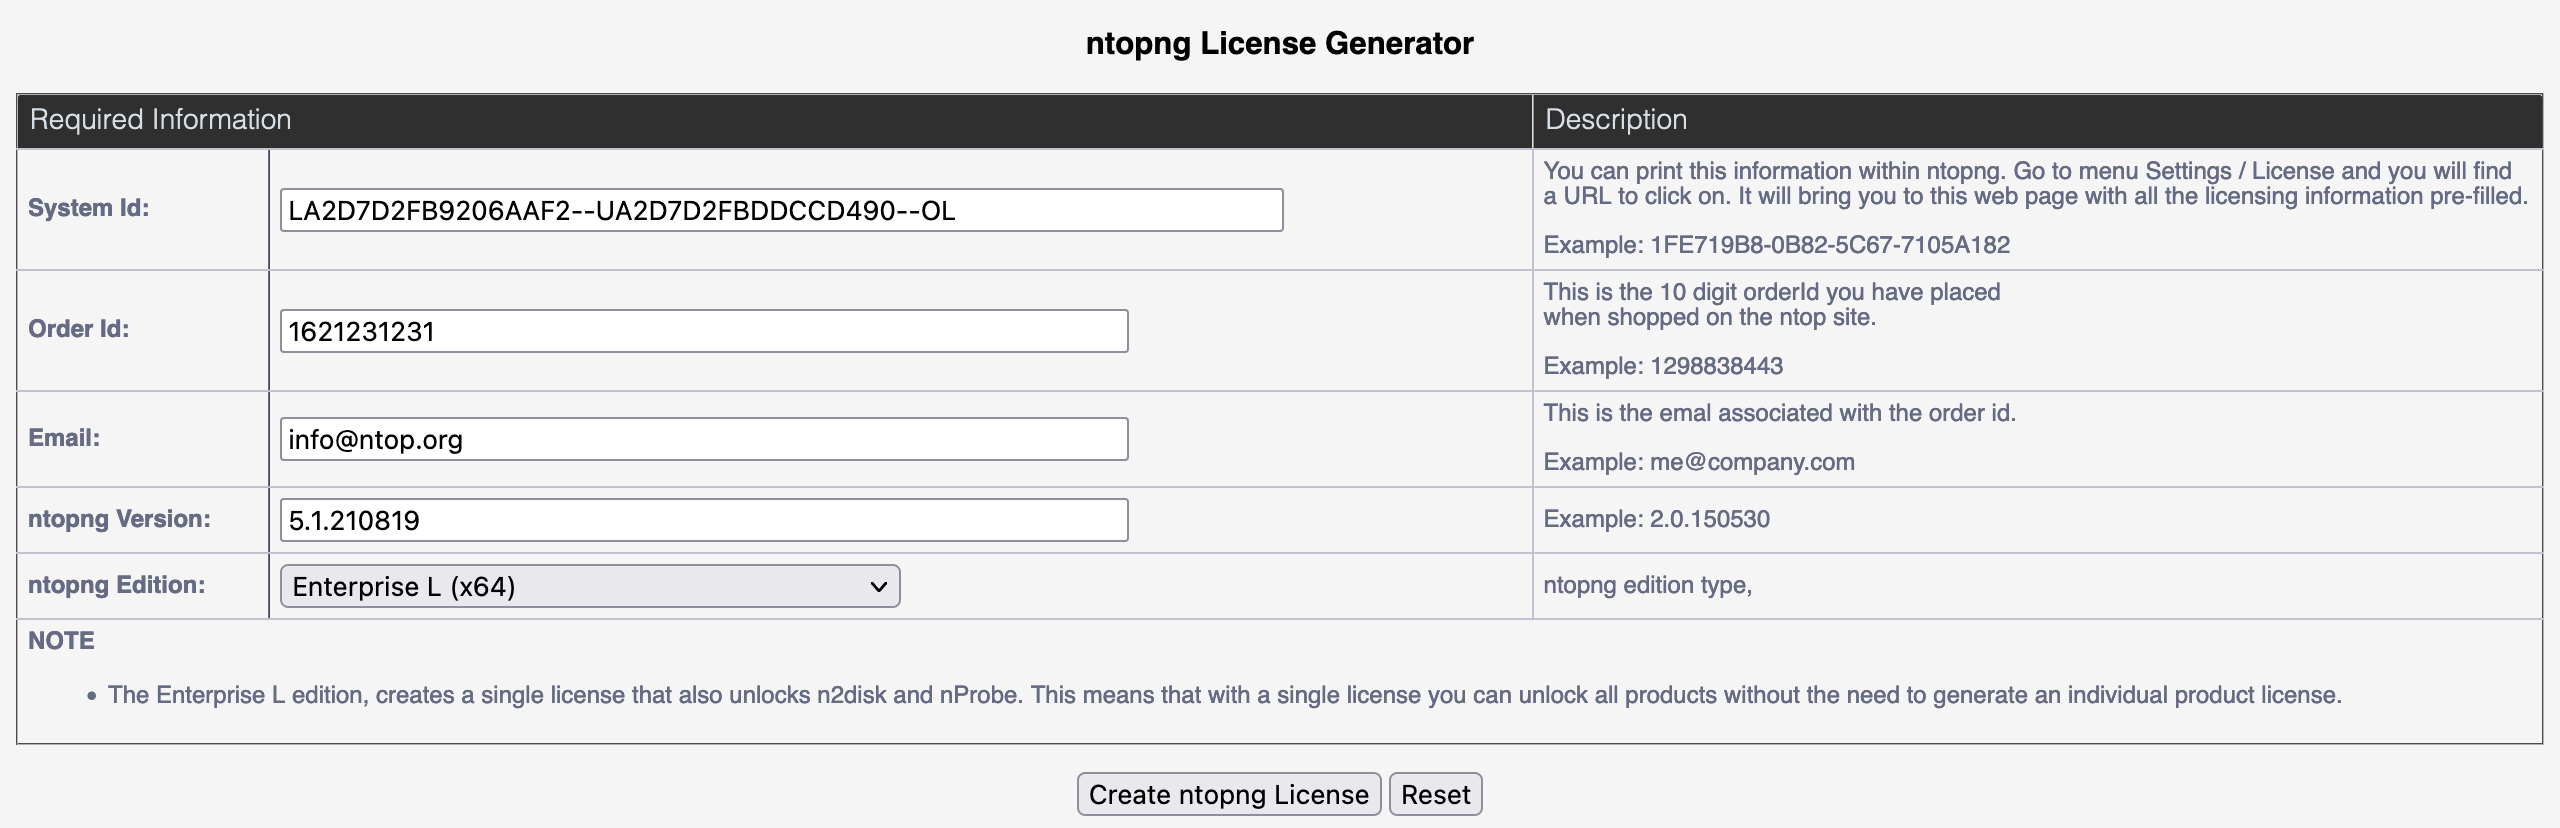 ntopng License Generator
Required Information
Description
System Id:
LA2D7D2FB9206AAF2--UA2D7D2FBDDCCD490--OL
You can print this information within ntopng. Go to menu Settings / License and you will find
a URL to click on. It will bring you to this web page with all the licensing information pre-filled.
Example: 1FE719B8-0B82-5C67-7105A182
Order Id:
1621231231
This is the 10 digit orderId you have placed
when shopped on the ntop site.
Example: 1298838443
Email:
info@ntop.org
This is the emal associated with the order id.
Example: me@company.com
ntopng Version:
5.1.210819
Example: 2.0.150530
ntopng Edition:
Enterprise L (x64)
ntopng edition type,
NOTE
• The Enterprise L edition, creates a single license that also unlocks n2disk and nProbe. This means that with a single license you can unlock all products without the need to generate an individual product license.
Create ntopng License
Reset